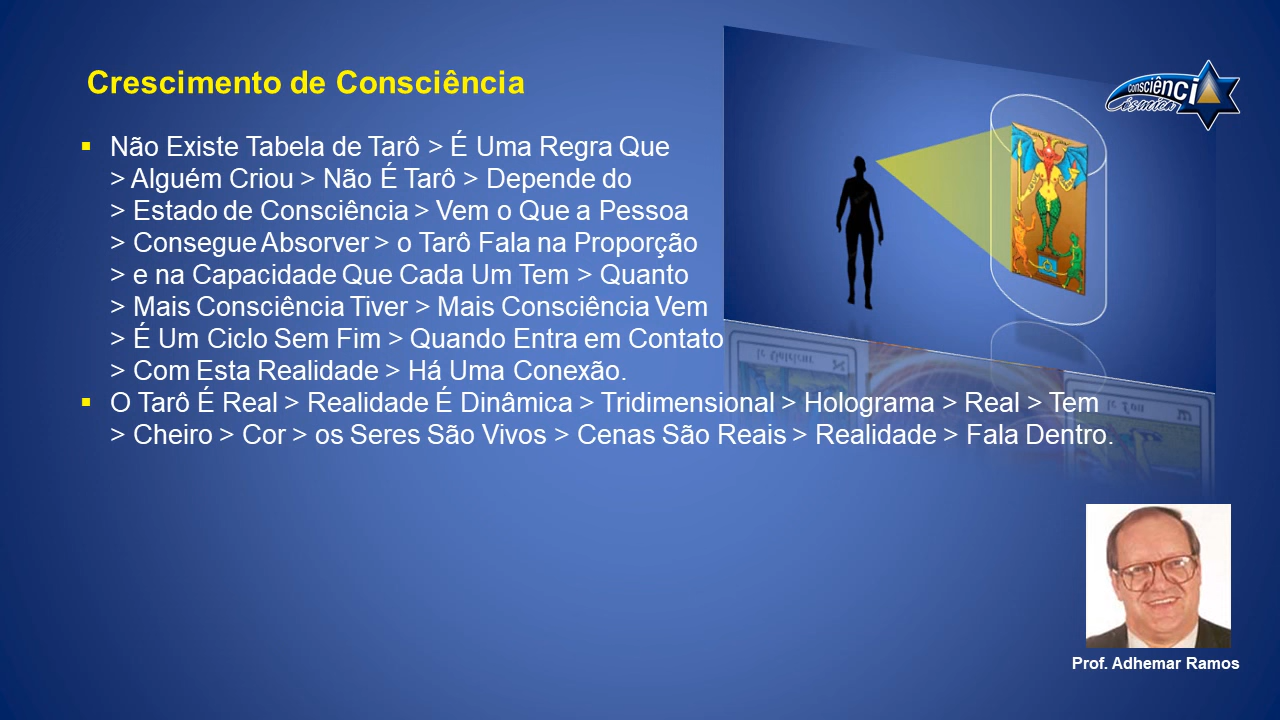 Crescimento de Consciência
Consciênci
Cósmica
Não Existe Tabela de Tarô > É Uma Regra Que
> Alguém Criou > Não É Tarô > Depende do
> Estado de Consciência > Vem o Que a Pessoa
> Consegue Absorver > o Tarô Fala na Proporção
> e na Capacidade Que Cada Um Tem > Quanto
> Mais Consciência Tiver > Mais Consciência Vem
> É Um Ciclo Sem Fim > Quando Entra em Contato
> Com Esta Realidade > Há Uma Conexão.
O Tarô É Real > Realidade É Dinâmica > Tridimensional > Holograma > Real > Tem
> Cheiro > Cor > os Seres São Vivos > Cenas São Reais > Realidade > Fala Dentro.
Prof. Adhemar Ramos